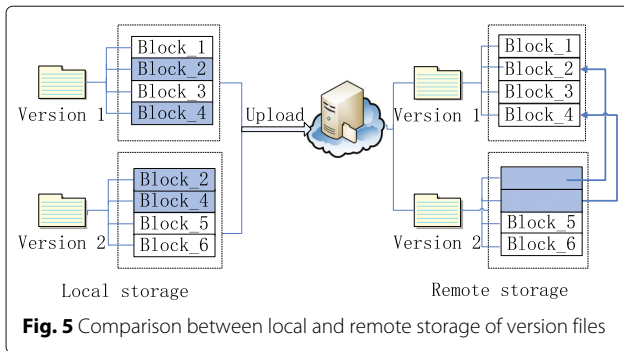 Block_1
Block_2
Block_3
Block_4
Version 1
Block_2
Block_4
Block_5
Block_6
Version 2
Local storage
Upload
Block_1
Block_2
Block_3
Block_4
Version 1
Block_5
Block_6
Version 2
Remote storage
Fig. 5 Comparison between local and remote storage of version files